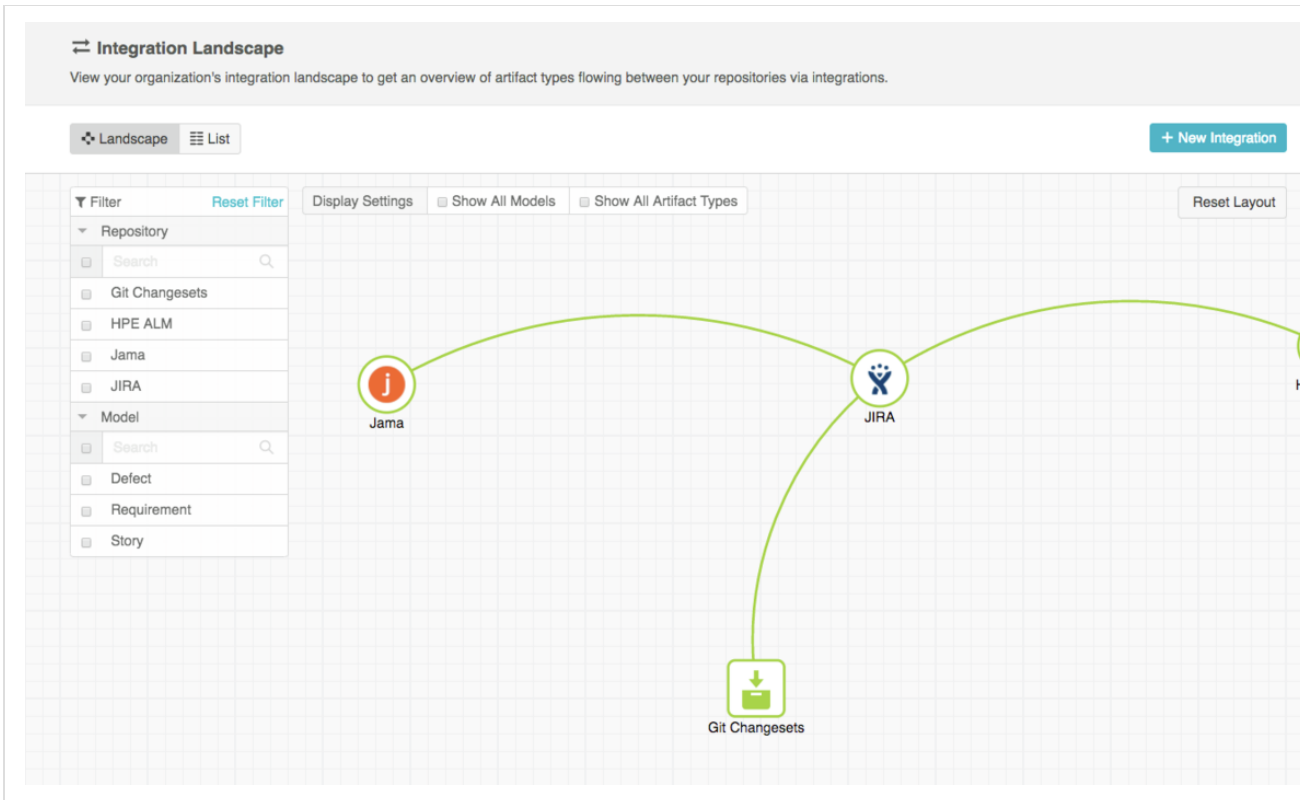 Integration Landscape
View your organization's integration landscape to get an overview of artifact types flowing between your repositories via integrations.
Landscape List + New Integration
Filter Reset Filter Display Settings Show All Models Show All Artifact Types Reset Layout
Repository
Search
Git Changesets
HPE ALM
Jama
JIRA
Model
Search
Defect
Requirement
Story
j
Jama
JIRA
H
Git Changesets